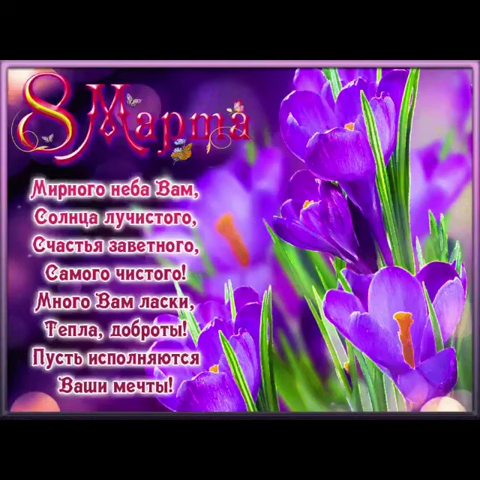 8 Марта
Мирного неба Вам,
Солнца лучистого,
Счастья заветного,
Самого чистого!
Много Вам ласки,
Тепла, доброты!
Пусть исполняются
Ваши мечты!